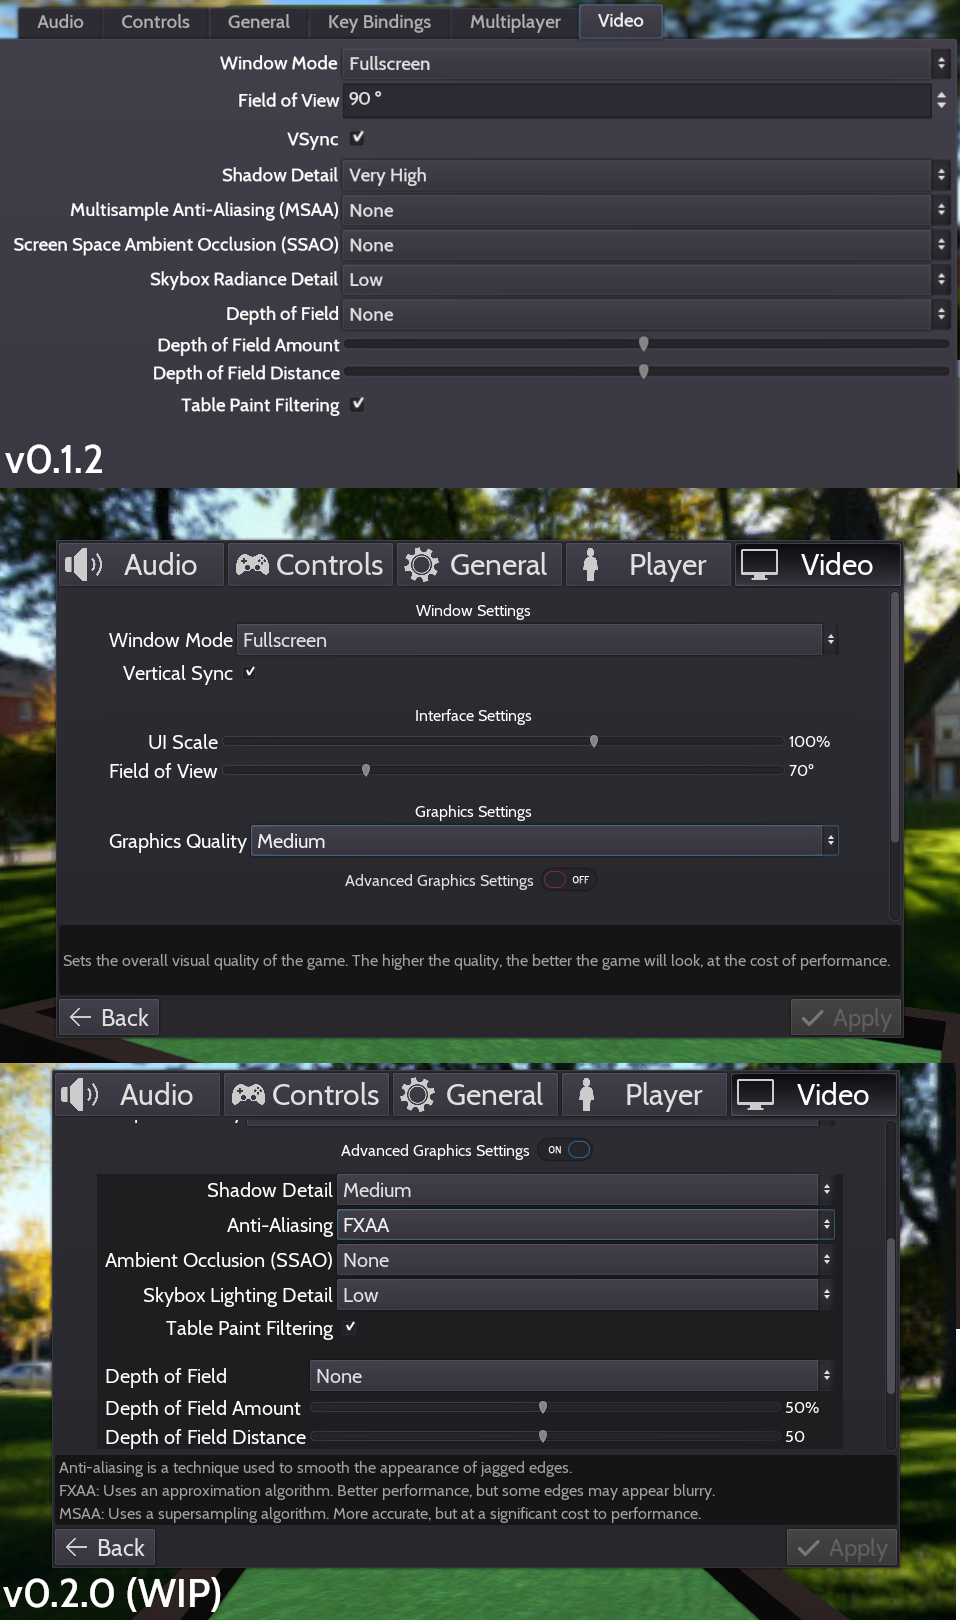 Audio Controls General Key Bindings Multiplayer Video
Window Mode Fullscreen
Field of View 90 °
VSync
Shadow Detail Very High
Multisample Anti-Aliasing (MSAA) None
Screen Space Ambient Occlusion (SSAO) None
Skybox Radiance Detail Low
Depth of Field None
Depth of Field Amount
Depth of Field Distance
Table Paint Filtering
v0.1.2
Audio Controls General Player Video
Window Settings
Window Mode Fullscreen
Vertical Sync
Interface Settings
UI Scale 100%
Field of View 70°
Graphics Settings
Graphics Quality Medium
Advanced Graphics Settings OFF
Sets the overall visual quality of the game. The higher the quality, the better the game will look, at the cost of performance.
Back Apply
Audio Controls General Player Video
Advanced Graphics Settings ON
Shadow Detail Medium
Anti-Aliasing FXAA
Ambient Occlusion (SSAO) None
Skybox Lighting Detail Low
Table Paint Filtering
Depth of Field None
Depth of Field Amount 50%
Depth of Field Distance 50
Anti-aliasing is a technique used to smooth the appearance of jagged edges.
FXAA: Uses an approximation algorithm. Better performance, but some edges may appear blurry.
MSAA: Uses a supersampling algorithm. More accurate, but at a significant cost to performance.
Back Apply
v0.2.0 (WIP)